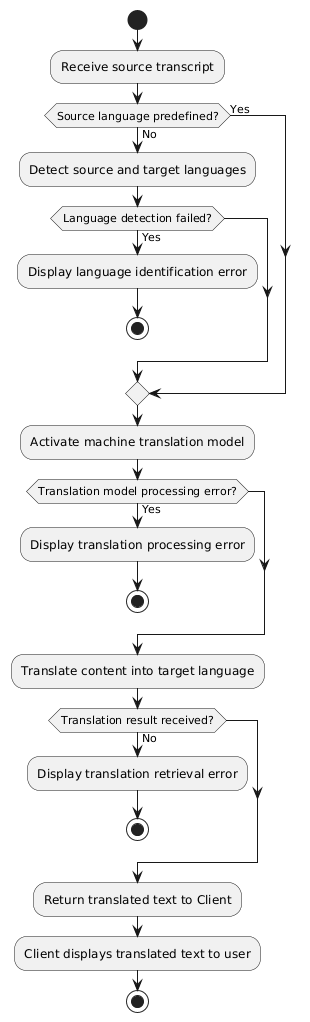 Receive source transcript
Source language predefined?
Yes
No
Detect source and target languages
Language detection failed?
Yes
Display language identification error
Activate machine translation model
Translation model processing error?
Yes
Display translation processing error
Translate content into target language
Translation result received?
No
Display translation retrieval error
Return translated text to Client
Client displays translated text to user